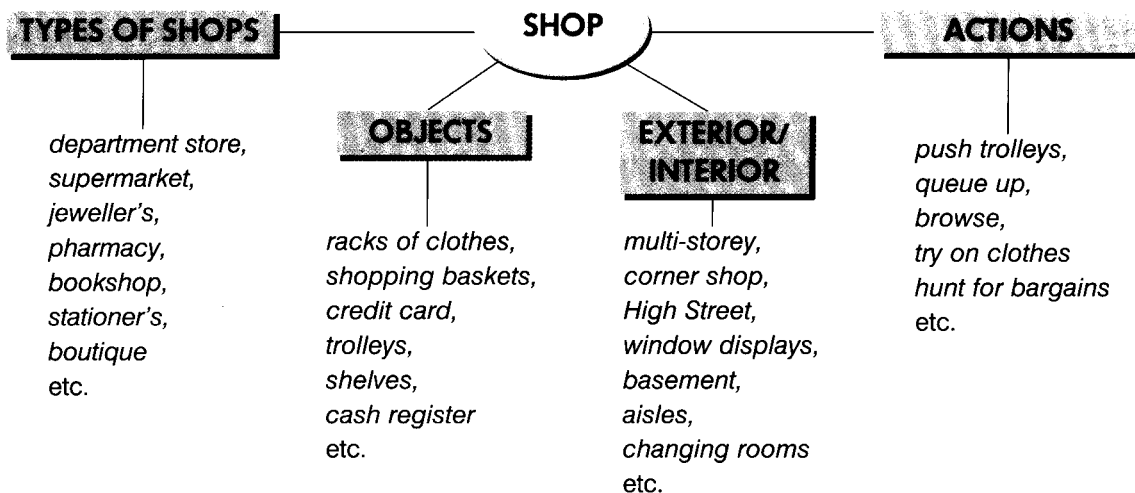 SHOP
TYPES OF SHOPS
department store,
supermarket,
jeweller's,
pharmacy,
bookshop,
stationer's,
boutique
etc.
OBJECTS
racks of clothes,
shopping baskets,
credit card,
trolleys,
shelves,
cash register
etc.
EXTERIOR/
INTERIOR
multi-storey,
corner shop,
High Street,
window displays,
basement,
aisles,
changing rooms
etc.
ACTIONS
push trolleys,
queue up,
browse,
try on clothes
hunt for bargains
etc.